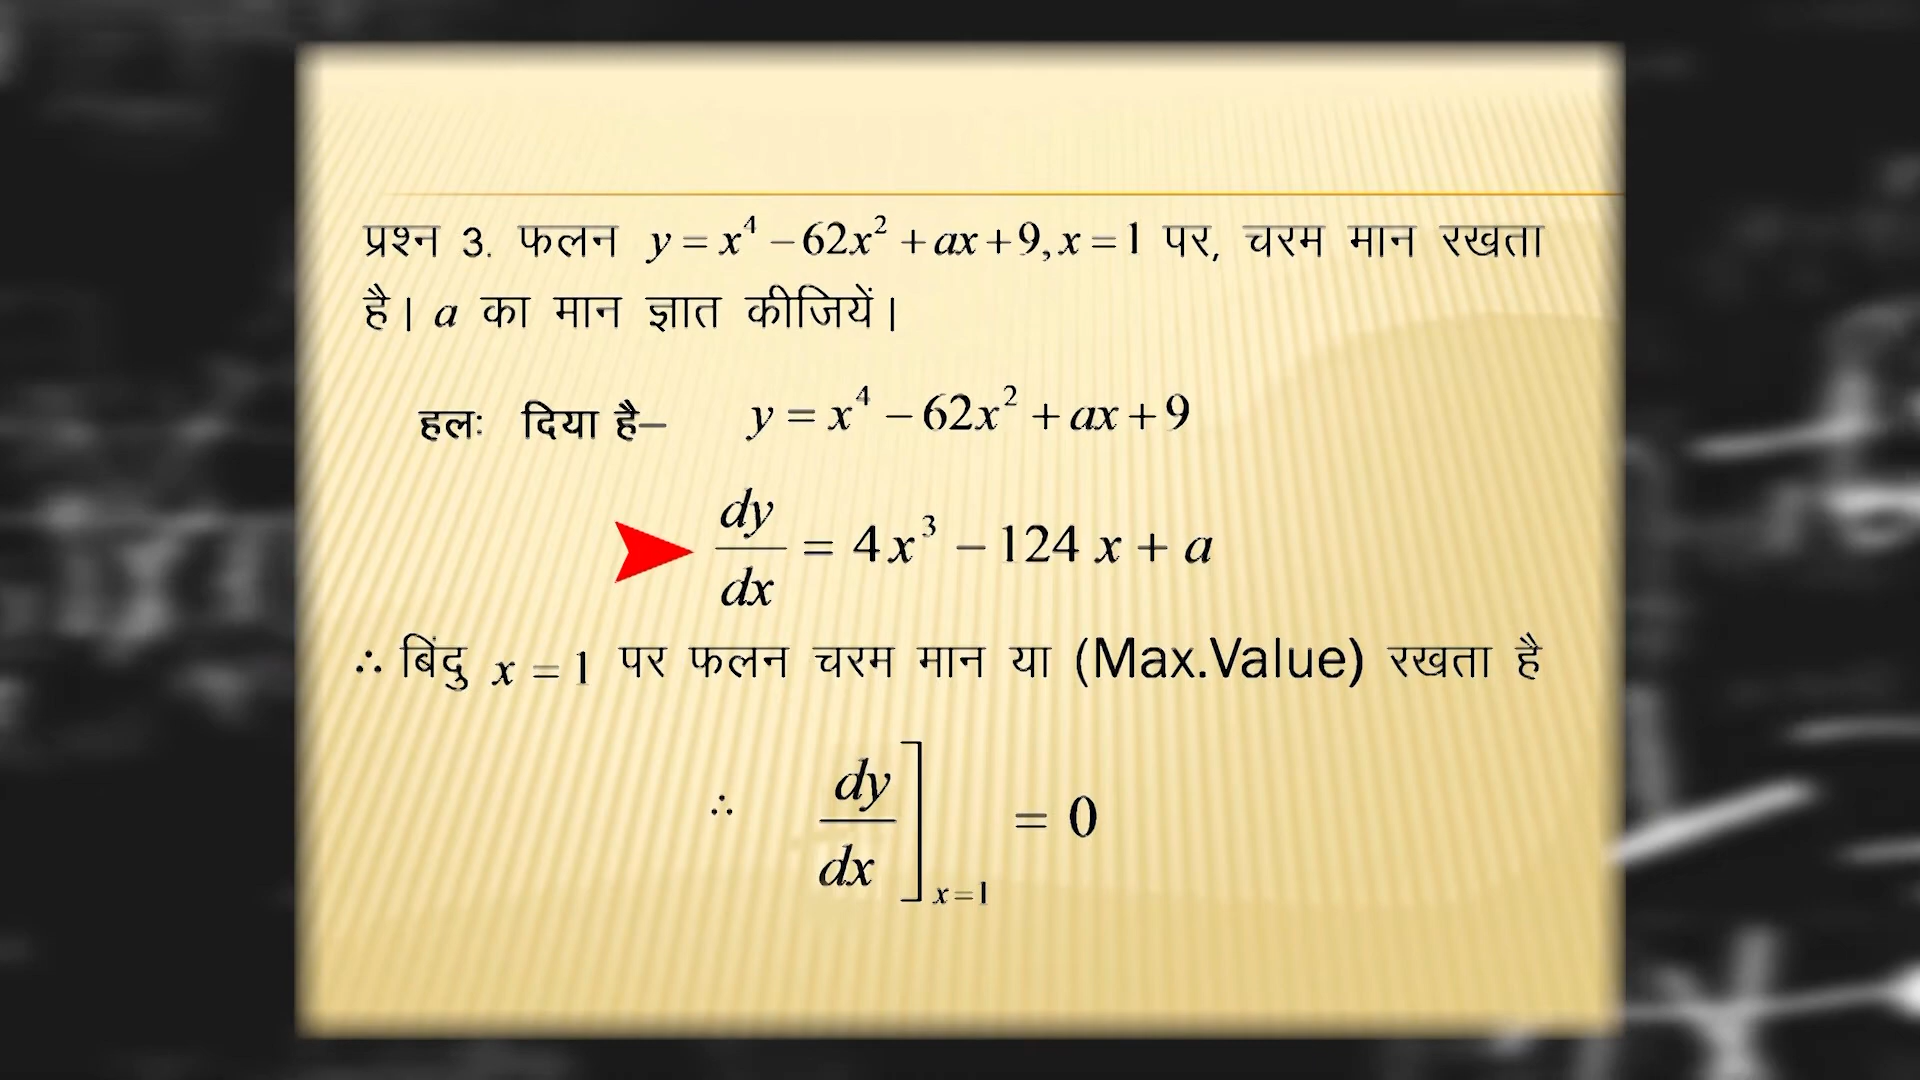 प्रश्न 3. फलन y = x⁴ – 62x² + ax + 9, x = 1 पर, चरम मान रखता
है। a का मान ज्ञात कीजियें।
हलः दिया है– y = x⁴ – 62x² + ax + 9
dy/dx = 4x³ – 124 x + a
∴ बिंदु x = 1 पर फलन चरम मान या (Max.Value) रखता है
∴ dy/dx]ₓ₌₁ = 0